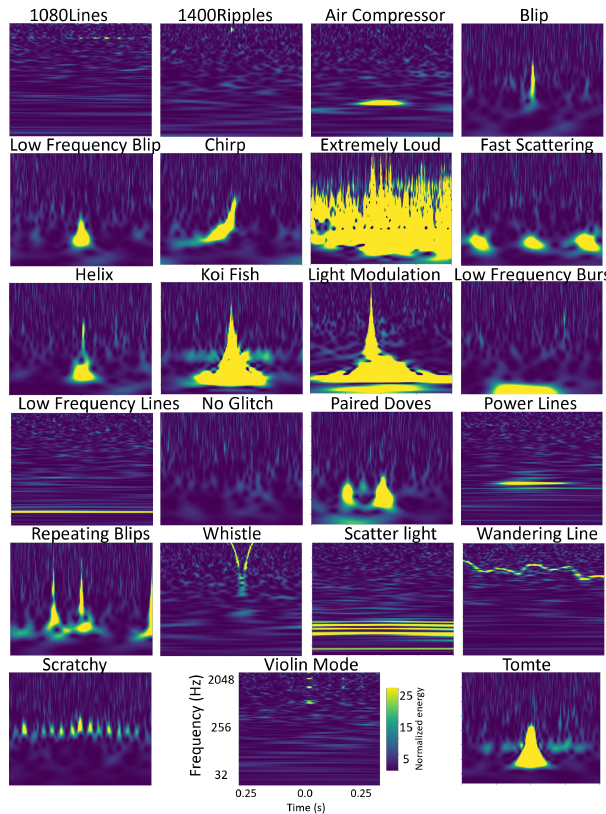 1080Lines
1400Ripples
Air Compressor
Blip
Low Frequency Blip
Chirp
Extremely Loud
Fast Scattering
Helix
Koi Fish
Light Modulation
Low Frequency Burs
Low Frequency Lines
No Glitch
Paired Doves
Power Lines
Repeating Blips
Whistle
Scatter light
Wandering Line
Scratchy
Violin Mode
Tomte
Frequency (Hz)
2048
256
32
0.25
0.0
0.25
Time (s)
25
15
5
Normalized energy